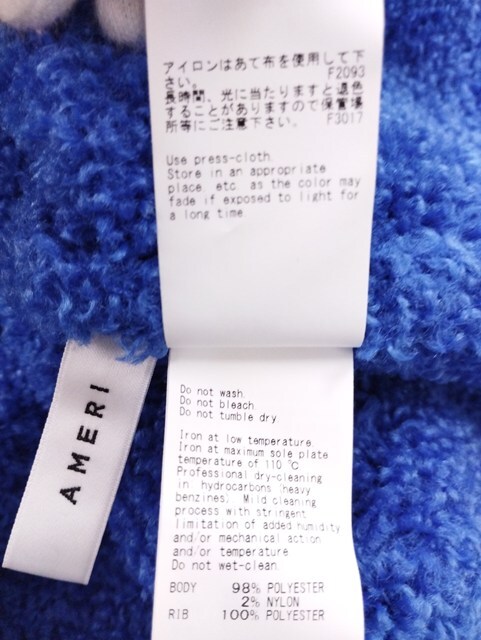 アイロンはあて布を使用して下
さい。 F2093
長時間、光に当たりますと退色
することがありますので保管場
所等にご注意下さい。 F3017
Use press-cloth.
Store in an appropriate
place, etc. as the color may
fade if exposed to light for
a long time.
AMERI
Do not wash.
Do not bleach.
Do not tumble dry.
Iron at low temperature.
Iron at maximum sole plate
temperature of 110 ℃
Professional dry-cleaning
in hydrocarbons (heavy
benzines). Mild cleaning
process with stringent
limitation of added humidity
and/or mechanical action
and/or temperature.
Do not wet-clean.
BODY 98% POLYESTER
2% NYLON
RIB 100% POLYESTER